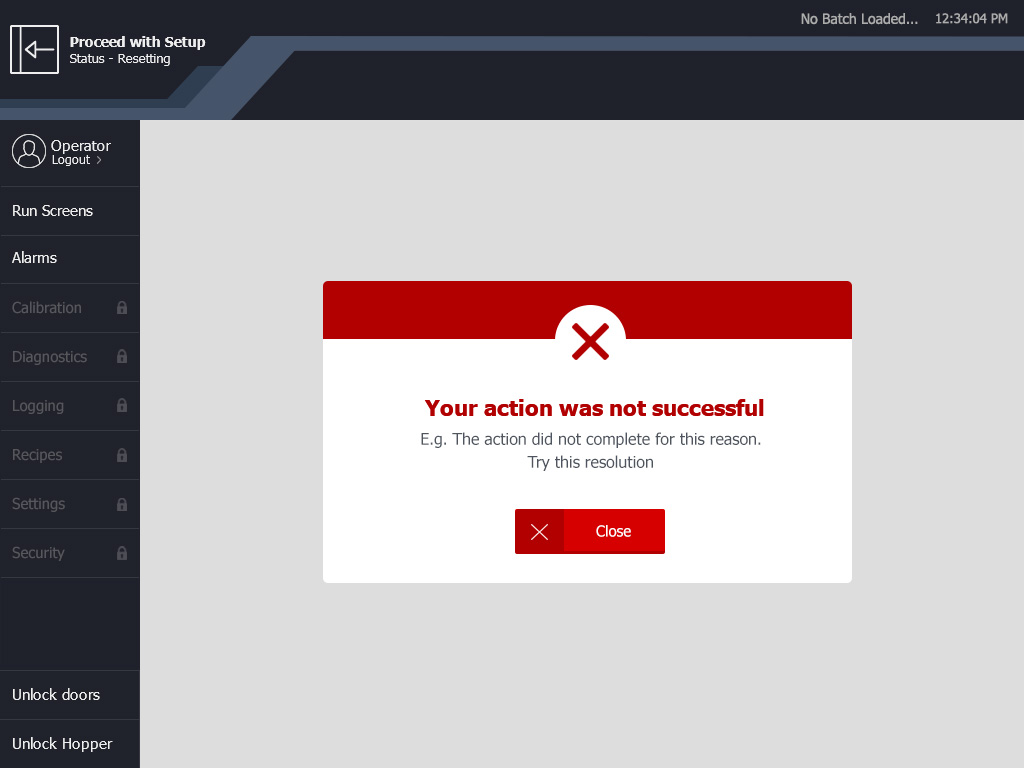 No Batch Loaded... 12:34:04 PM
Proceed with Setup
Status - Resetting
Operator
Logout >
Run Screens
Alarms
Calibration
Diagnostics
Logging
Recipes
Settings
Security
Unlock doors
Unlock Hopper
Your action was not successful
E.g. The action did not complete for this reason.
Try this resolution
Close